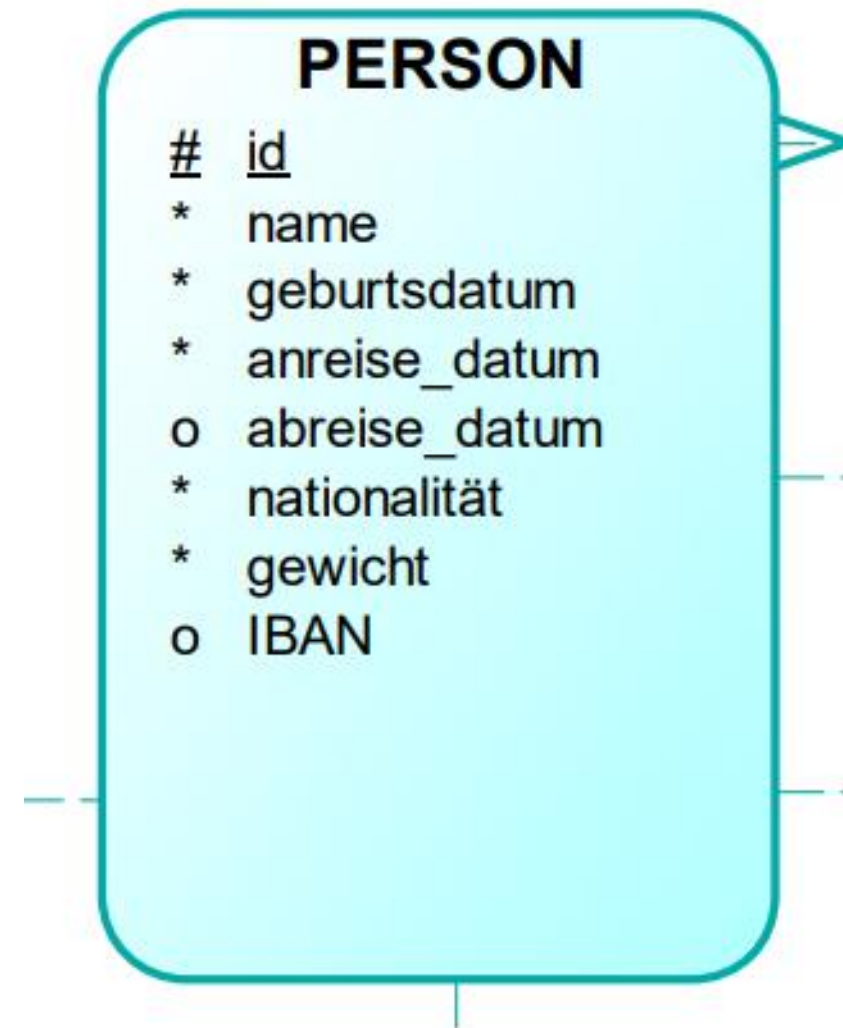 PERSON
# id
* name
* geburtsdatum
* anreise_datum
o abreise_datum
* nationalität
* gewicht
o IBAN